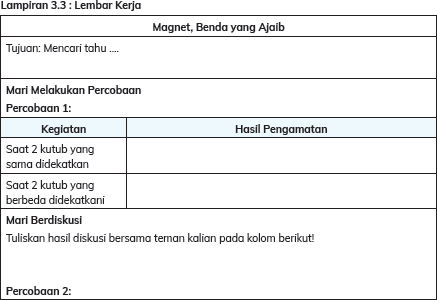 Lampiran 3.3 : Lembar Kerja
Magnet, Benda yang Ajaib
Tujuan: Mencari tahu ....
Mari Melakukan Percobaan
Percobaan 1:
Kegiatan
Hasil Pengamatan
Saat 2 kutub yang
sama didekatkan
Saat 2 kutub yang
berbeda didekatkani
Mari Berdiskusi
Tuliskan hasil diskusi bersama teman kalian pada kolom berikut!
Percobaan 2: